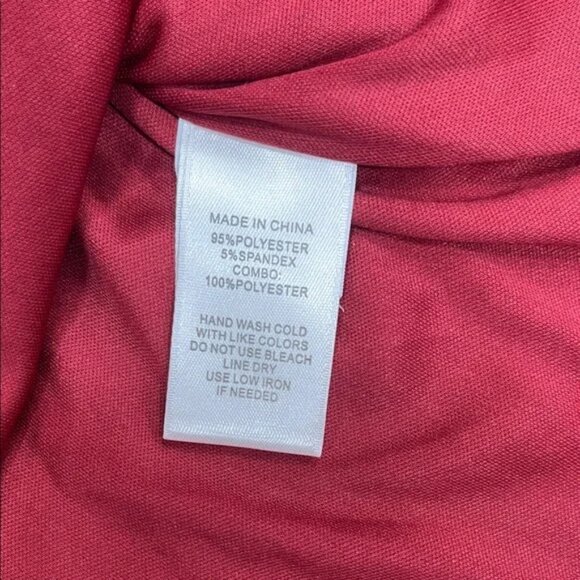 MADE IN CHINA
95%POLYESTER
5%SPANDEX
COMBO:
100%POLYESTER
HAND WASH COLD
WITH LIKE COLORS
DO NOT USE BLEACH
LINE DRY
USE LOW IRON
IF NEEDED